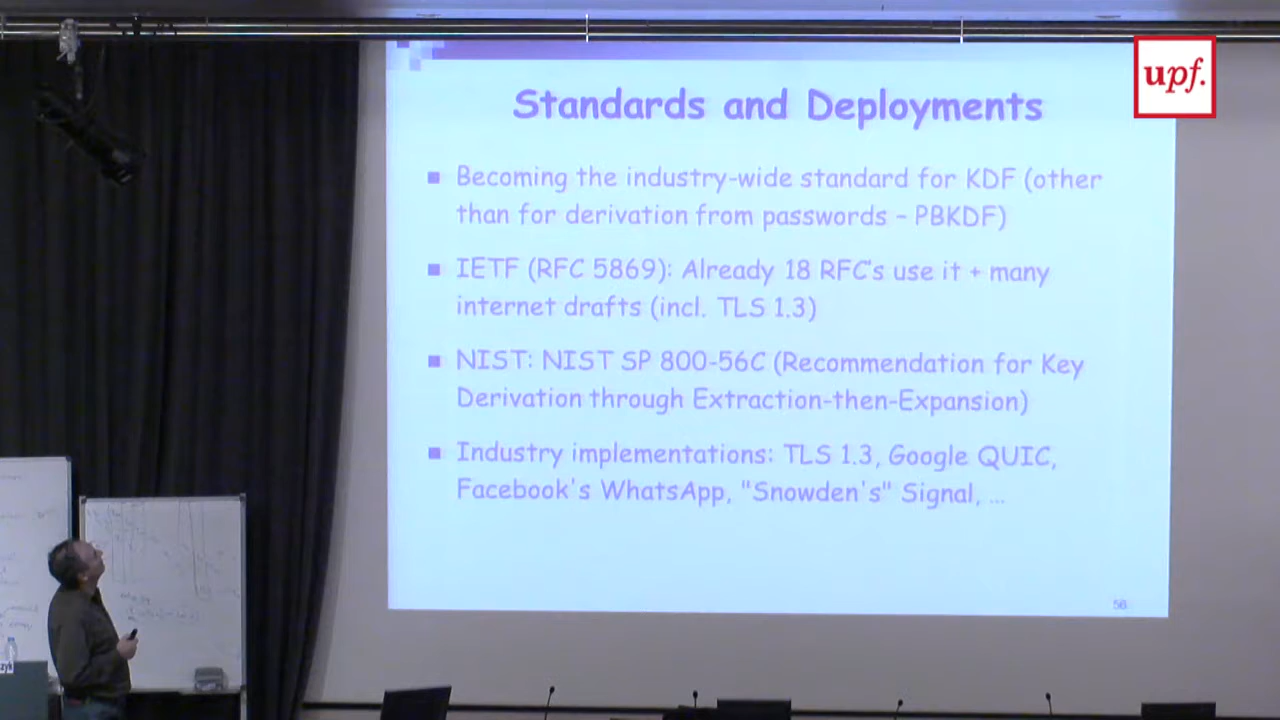 upf.
Standards and Deployments
Becoming the industry-wide standard for KDF (other
than for derivation from passwords – PBKDF)
IETF (RFC 5869): Already 18 RFC's use it + many
internet drafts (incl. TLS 1.3)
NIST: NIST SP 800-56C (Recommendation for Key
Derivation through Extraction-then-Expansion)
Industry implementations: TLS 1.3, Google QUIC,
Facebook's WhatsApp, "Snowden's" Signal, ...